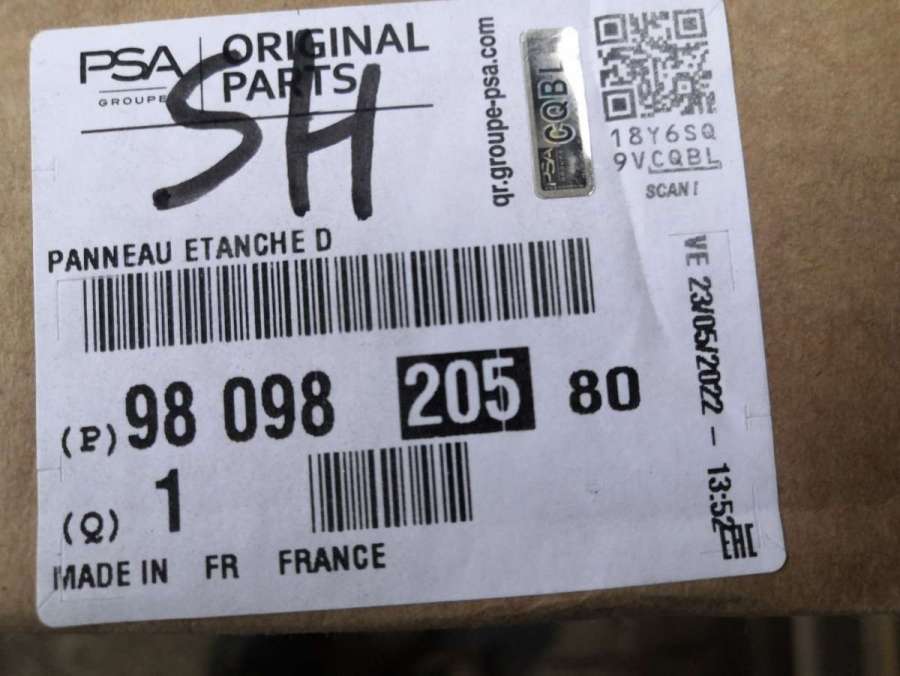 PSA
GROUPE
ORIGINAL
PARTS
SH
qr.groupe-psa.com
PSA
CQBL
18Y6SQ
9VCQBL
SCAN!
PANNEAU ETANCHE D
(P) 98 098 205 80
(Q) 1
MADE IN FR FRANCE
VE 23/05/2022 - 13:52
EAC